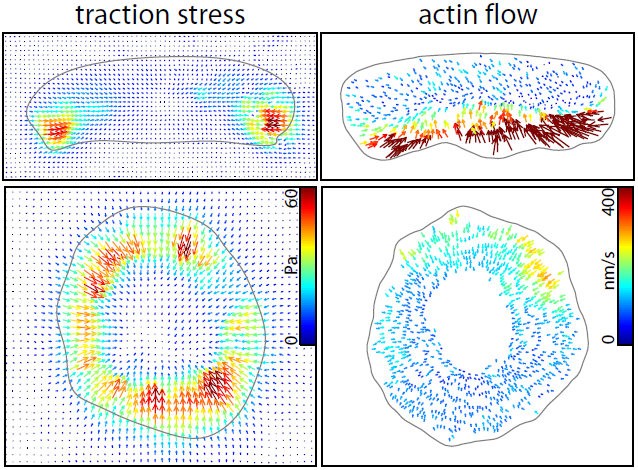 traction stress
actin flow
60
Pa
0
400
nm/s
0